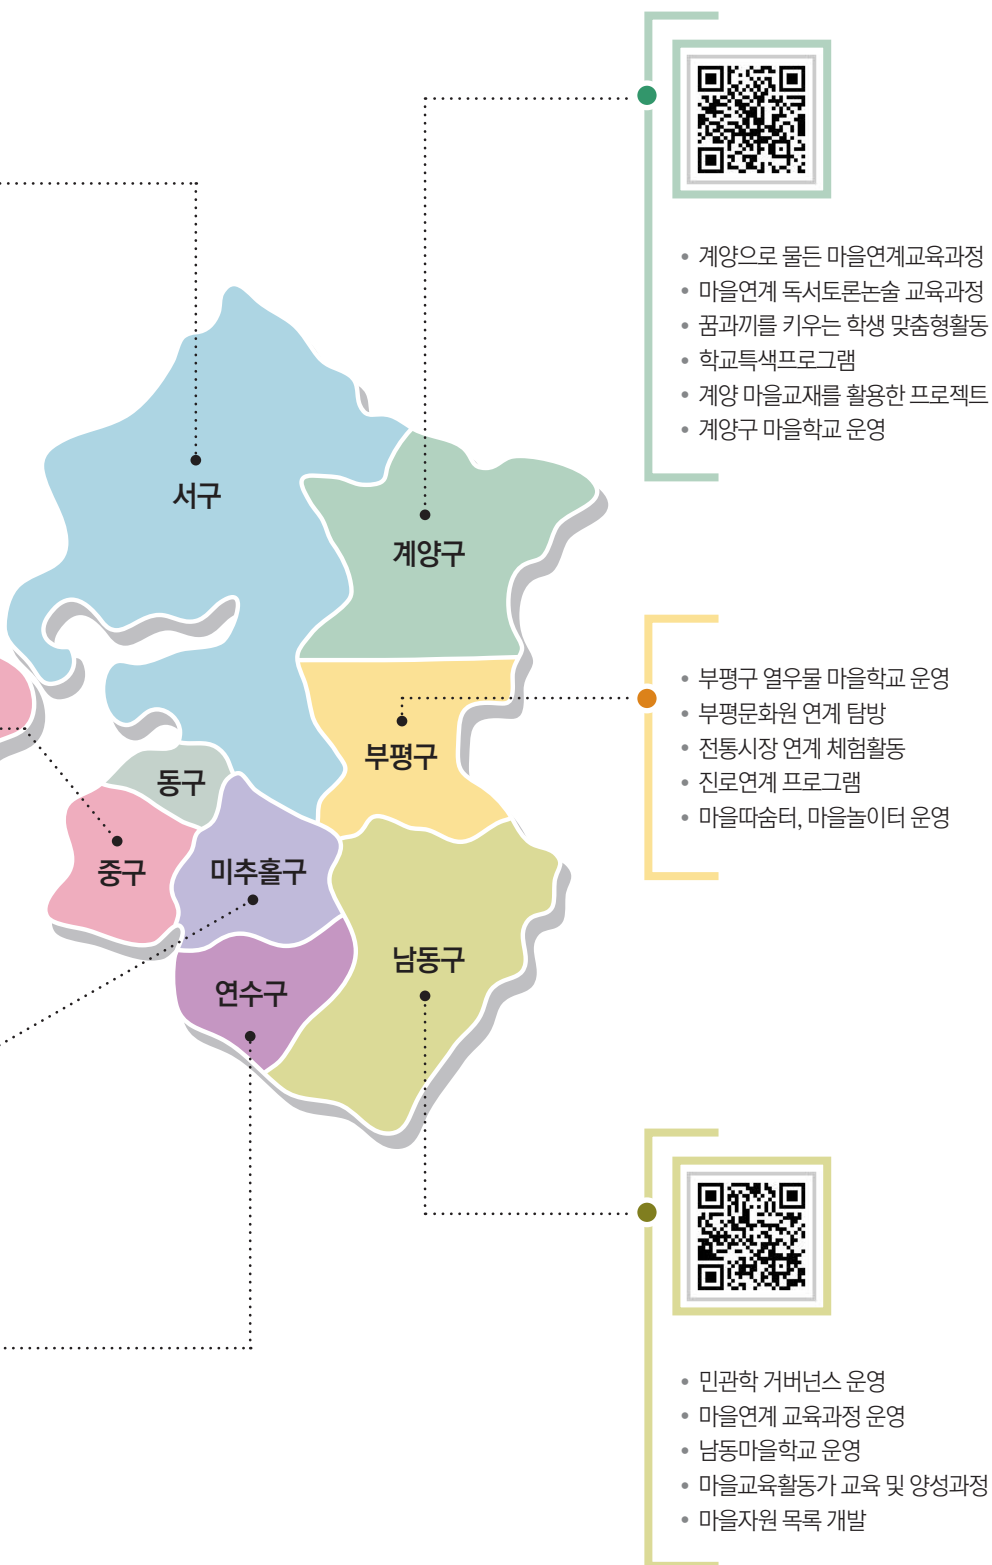 계양으로 물든 마을연계교육과정
마을연계 독서토론논술 교육과정
꿈과끼를 키우는 학생 맞춤형활동
학교특색프로그램
계양 마을교재를 활용한 프로젝트
계양구 마을학교 운영
서구
계양구
부평구 열우물 마을학교 운영
부평문화원 연계 탐방
전통시장 연계 체험활동
진로연계 프로그램
마을따숨터, 마을놀이터 운영
부평구
동구
중구
미추홀구
남동구
연수구
민관학 거버넌스 운영
마을연계 교육과정 운영
남동마을학교 운영
마을교육활동가 교육 및 양성과정
마을자원 목록 개발